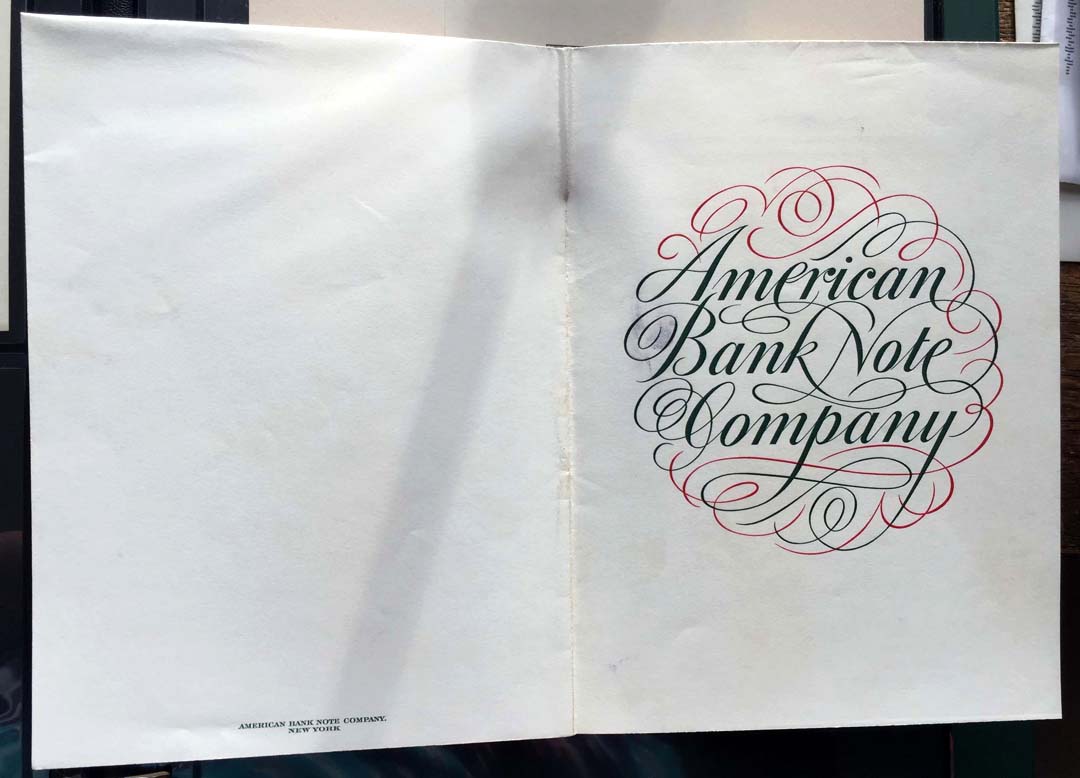 American
Bank Note
Company
AMERICAN BANK NOTE COMPANY,
NEW YORK